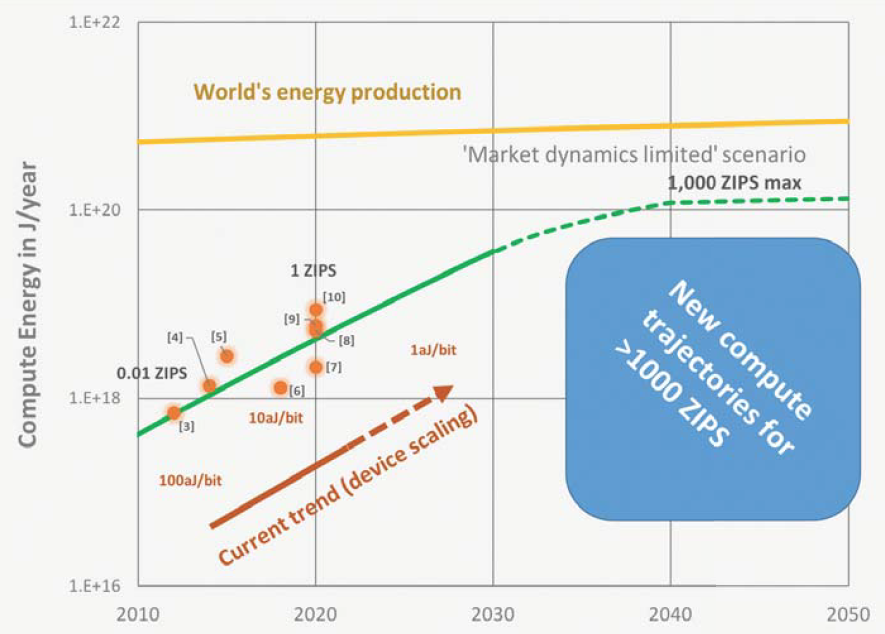 1.E+22
World's energy production
'Market dynamics limited' scenario
1,000 ZIPS max
1.E+20
1 ZIPS
[10]
[9]
[8]
[4]
[5]
[7]
1aJ/bit
0.01 ZIPS
[6]
1.E+18
[3]
10aJ/bit
100aJ/bit
Current trend (device scaling)
New compute
trajectories for
>1000 ZIPS
1.E+16
Compute Energy in J/year
2010 2020 2030 2040 2050